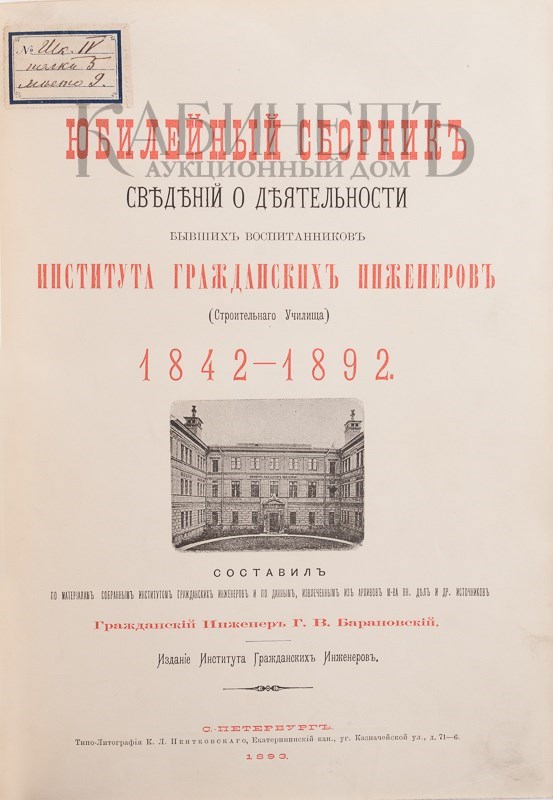 № Шк. IV
полка 5
место 9.
КАБИНЕТЪ
АУКЦИОННЫЙ ДОМ
ЮБИЛЕЙНЫЙ СБОРНИКЪ
СВѢДѢНІЙ О ДѢЯТЕЛЬНОСТИ
БЫВШИХЪ ВОСПИТАННИКОВЪ
ИНСТИТУТА ГРАЖДАНСКИХЪ ИНЖЕНЕРОВЪ
(Строительнаго Училища)
1842—1892.
СОСТАВИЛЪ
ПО МАТЕРІАЛАМЪ СОБРАННЫМЪ ИНСТИТУТОМЪ ГРАЖДАНСКИХЪ ИНЖЕНЕРОВЪ И ПО ДАННЫМЪ, ИЗВЛЕЧЕННЫМЪ ИЗЪ АРХИВОВЪ М-ВА ВН. ДѢЛЪ И ДР. ИСТОЧНИКОВЪ
Гражданскій Инженеръ Г. В. Барановскій.
Изданіе Института Гражданскихъ Инженеровъ.
С.-ПЕТЕРБУРГЪ.
Типо-Литографія К. Л. Пентковскаго, Екатерининскій кан., уг. Казначейской ул., д. 71—6.
1893.